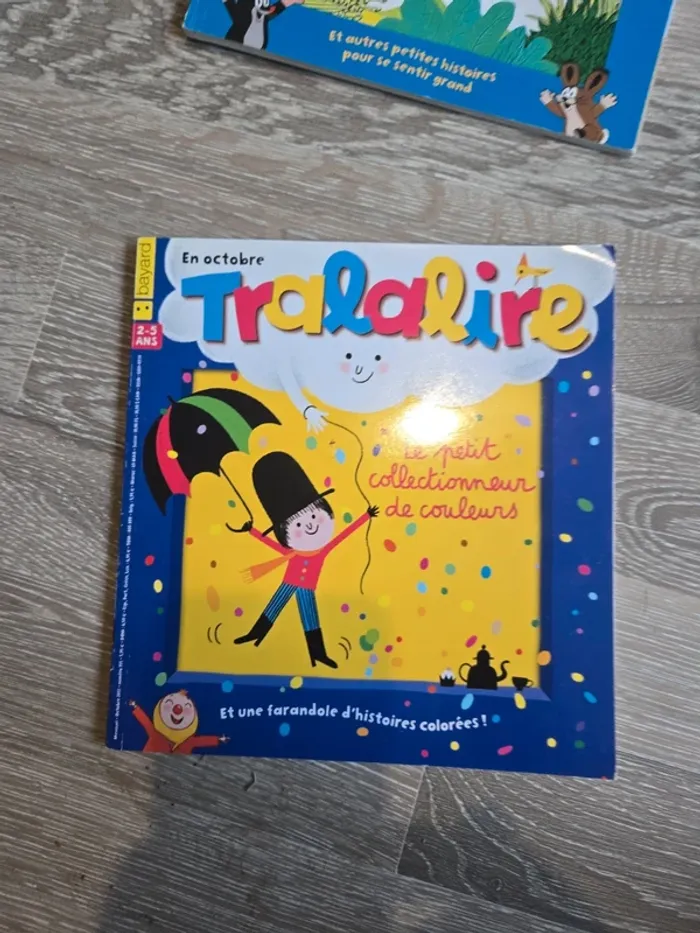 Et autres petites histoires
pour se sentir grand
bayard
2-5
ANS
En octobre
Tralalire
Le petit
collectionneur
de couleurs
Et une farandole d'histoires colorées !